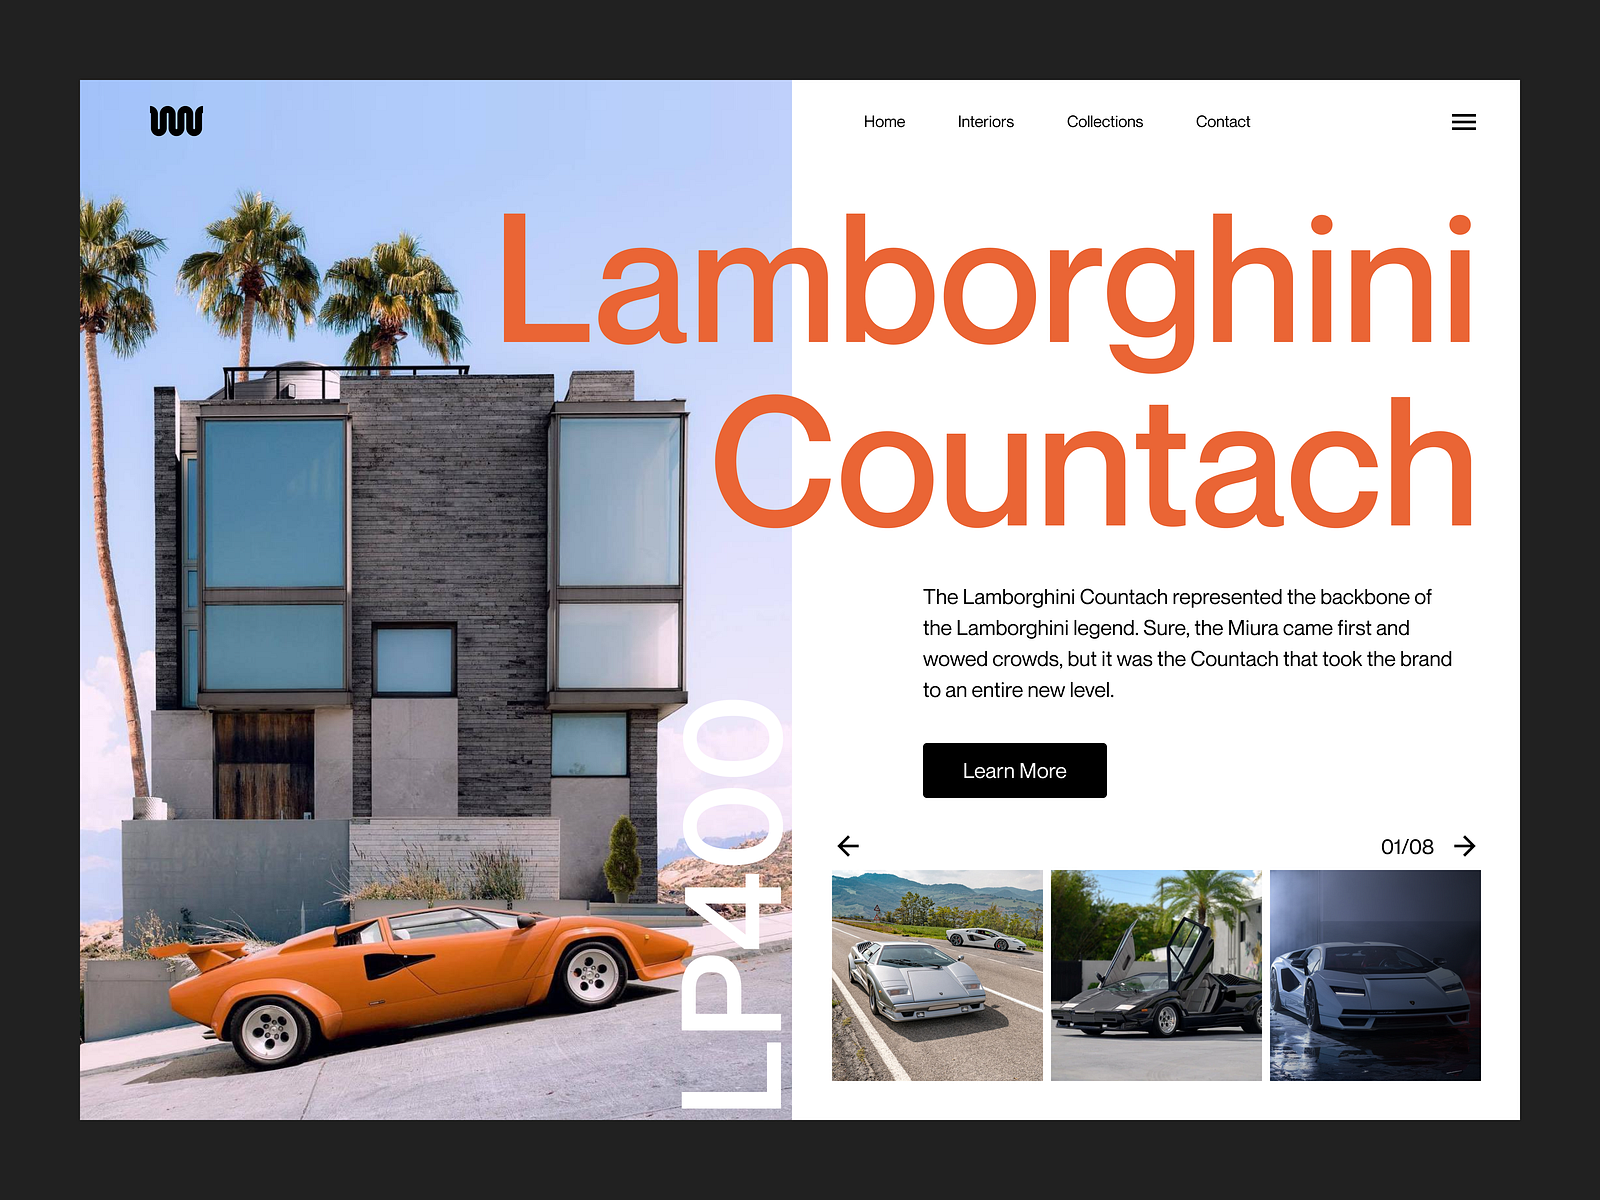 Home
Interiors
Collections
Contact
Lamborghini
Countach
The Lamborghini Countach represented the backbone of
the Lamborghini legend. Sure, the Miura came first and
wowed crowds, but it was the Countach that took the brand
to an entire new level.
Learn More
01/08
LP400